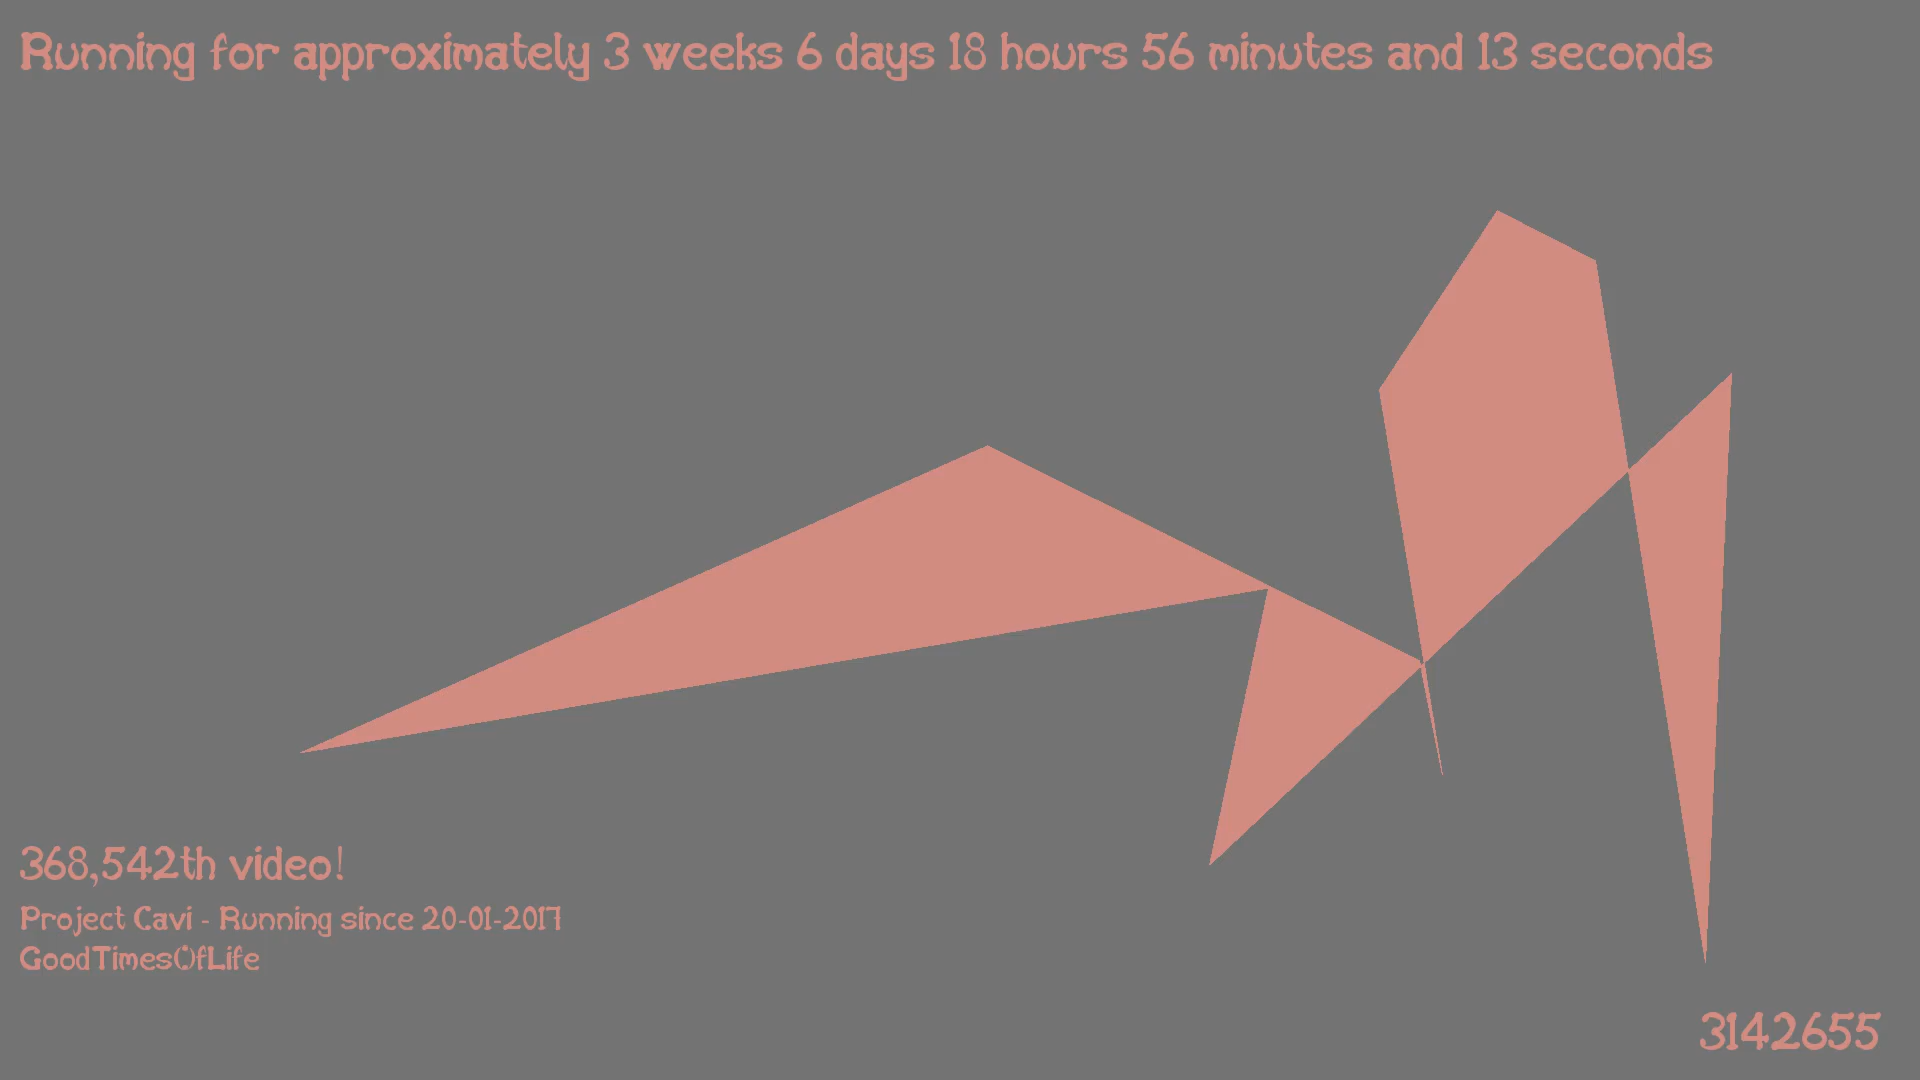 Running for approximately 3 weeks 6 days 18 hours 56 minutes and 13 seconds
368,542th video!
Project Cavi - Running since 20-01-2017
GoodTimesOfLife
3142655